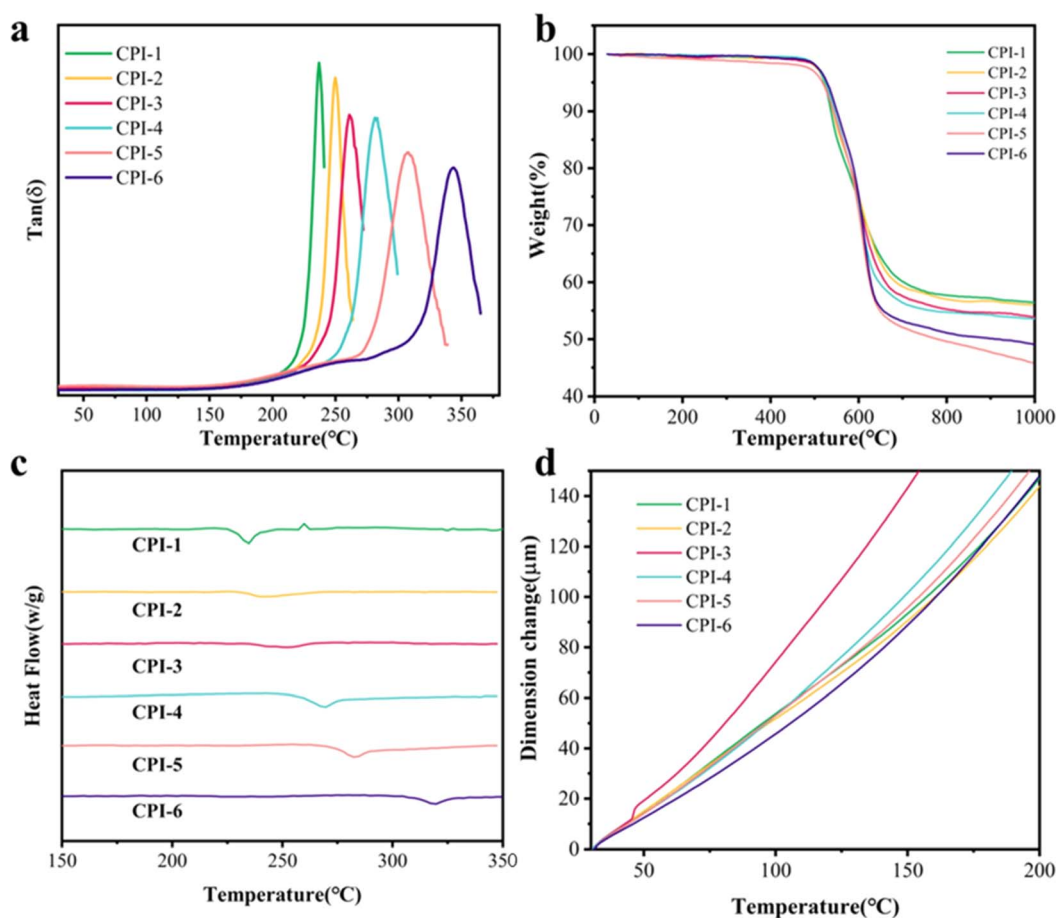 a
CPI-1
CPI-2
CPI-3
CPI-4
CPI-5
CPI-6
Tan(δ)
50 100 150 200 250 300 350
Temperature(°C)
b
CPI-1
CPI-2
CPI-3
CPI-4
CPI-5
CPI-6
Weight(%)
100
90
80
70
60
50
40
0 200 400 600 800 1000
Temperature(°C)
c
CPI-1
CPI-2
CPI-3
CPI-4
CPI-5
CPI-6
Heat Flow(w/g)
150 200 250 300 350
Temperature(°C)
d
CPI-1
CPI-2
CPI-3
CPI-4
CPI-5
CPI-6
Dimension change(μm)
140
120
100
80
60
40
20
0
50 100 150 200
Temperature(°C)